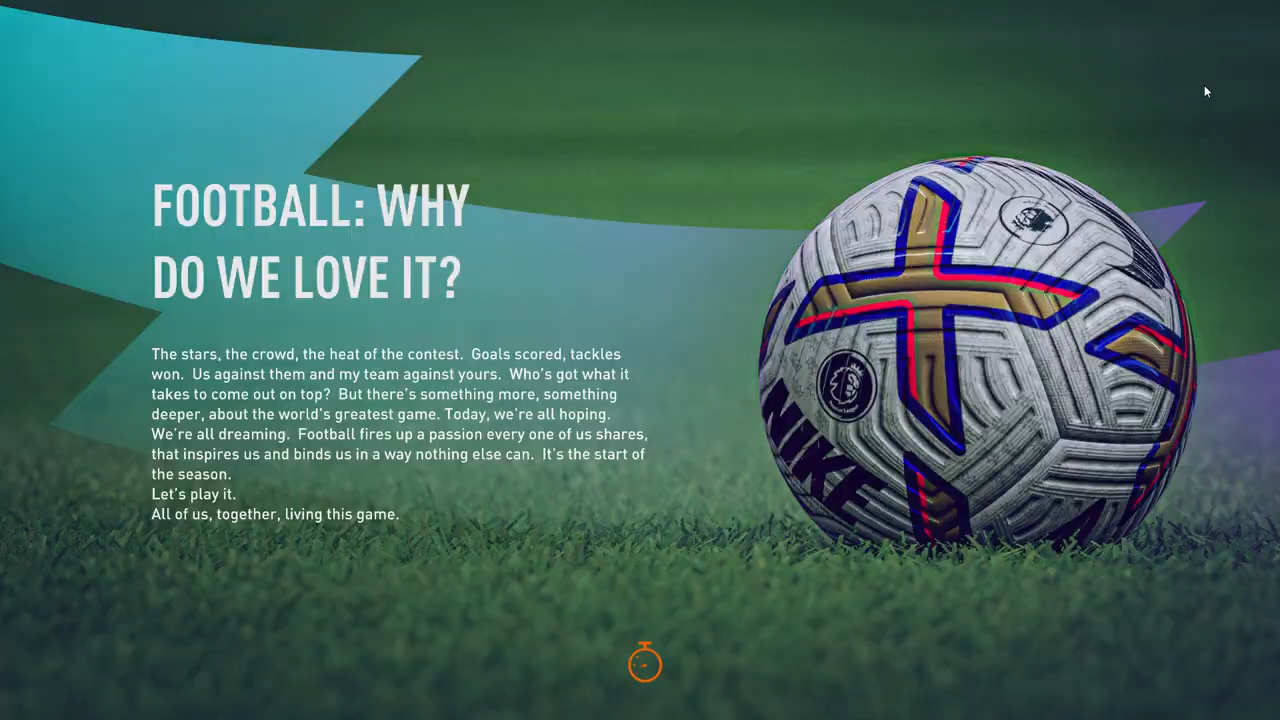 FOOTBALL: WHY
DO WE LOVE IT?
The stars, the crowd, the heat of the contest.  Goals scored, tackles
won.  Us against them and my team against yours.  Who's got what it
takes to come out on top?  But there's something more, something
deeper, about the world's greatest game. Today, we're all hoping.
We're all dreaming.  Football fires up a passion every one of us shares,
that inspires us and binds us in a way nothing else can.  It's the start of
the season.
Let's play it.
All of us, together, living this game.
NIKE